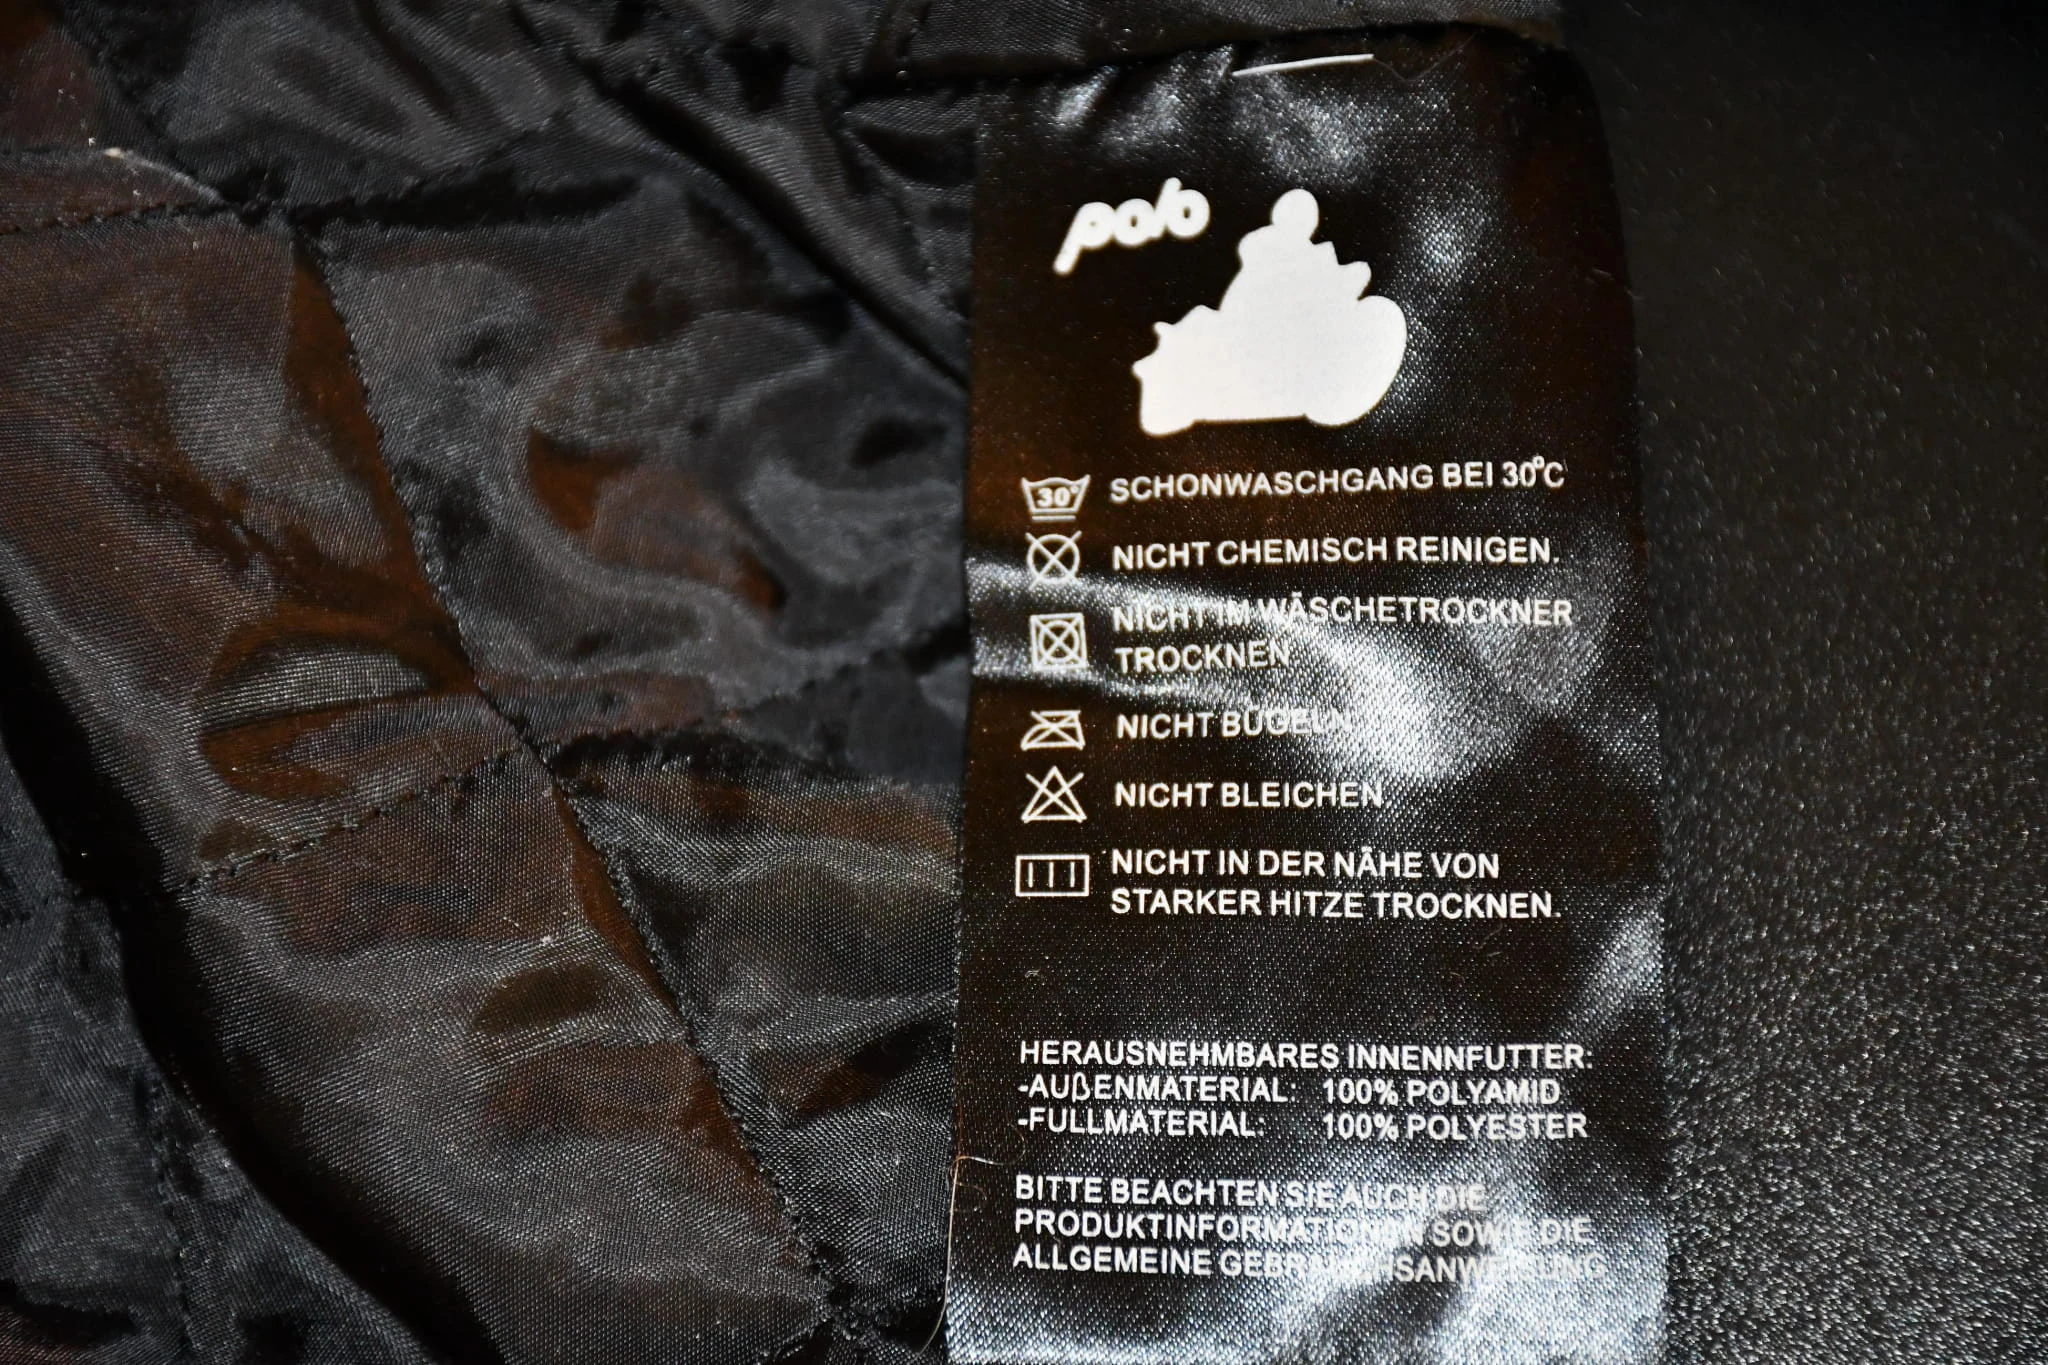 polo
30°
SCHONWASCHGANG BEI 30°C
NICHT CHEMISCH REINIGEN.
NICHT IM WÄSCHETROCKNER
TROCKNEN
NICHT BÜGELN
NICHT BLEICHEN.
NICHT IN DER NÄHE VON
STARKER HITZE TROCKNEN.
HERAUSNEHMBARES INNENNFUTTER:
-AUßENMATERIAL: 100% POLYAMID
-FULLMATERIAL: 100% POLYESTER
BITTE BEACHTEN SIE AUCH DIE
PRODUKTINFORMATIONEN SOWIE DIE
ALLGEMEINE GEBRAUCHSANWEISUNG